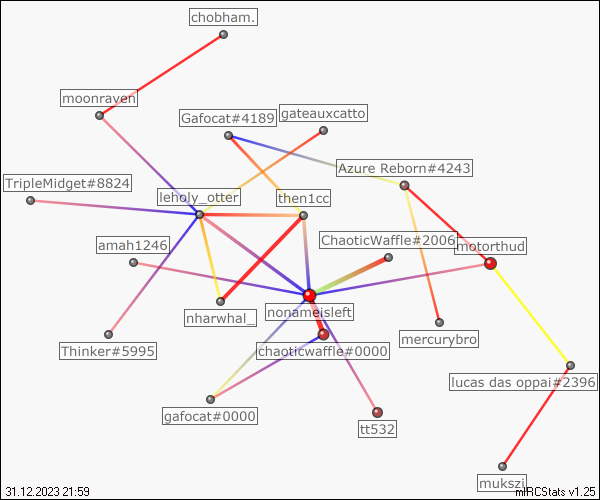 chobham.
moonraven
Gafocat#4189
gateauxcatto
Azure Reborn#4243
TripleMidget#8824
leholy_otter
then1cc
amah1246
ChaoticWaffle#2006
motorthud
nharwhal_
nonameisleft
mercurybro
Thinker#5995
chaoticwaffle#0000
lucas das oppai#2396
gafocat#0000
tt532
mukszi
31.12.2023 21:59
mIRCStats v1.25